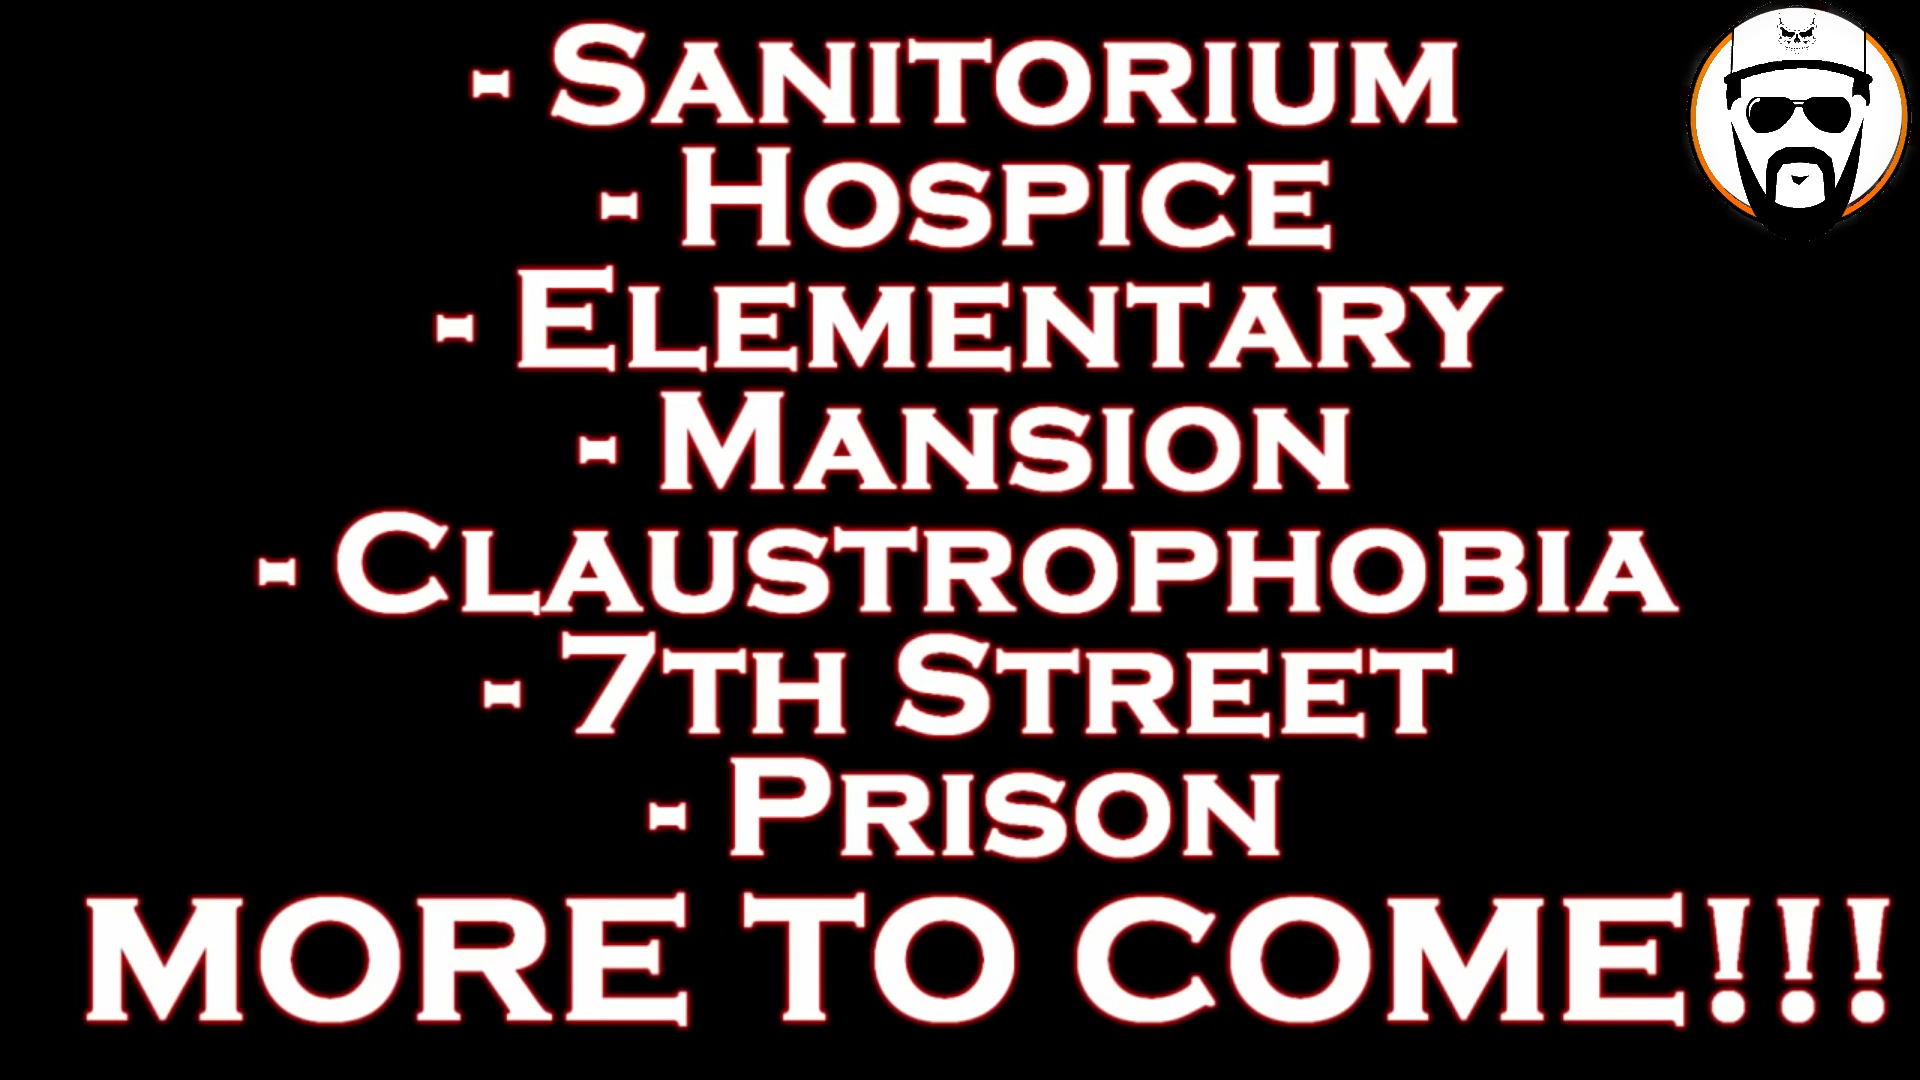 - Sanitorium
- Hospice
- Elementary
- Mansion
- Claustrophobia
- 7th Street
- Prison
MORE TO COME!!!